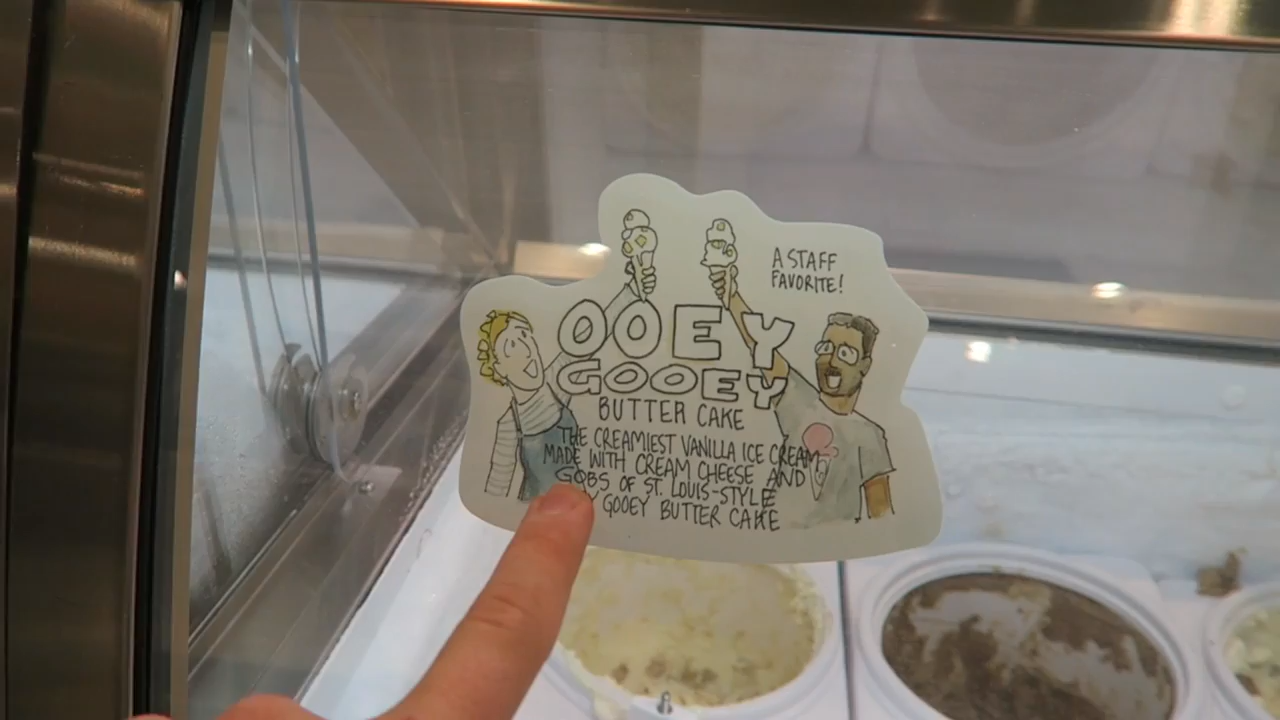 A STAFF
FAVORITE!
OOEY
GOOEY
BUTTER CAKE
THE CREAMIEST VANILLA ICE CREAM
MADE WITH CREAM CHEESE AND
GOBS OF ST. LOUIS-STYLE
GOOEY BUTTER CAKE